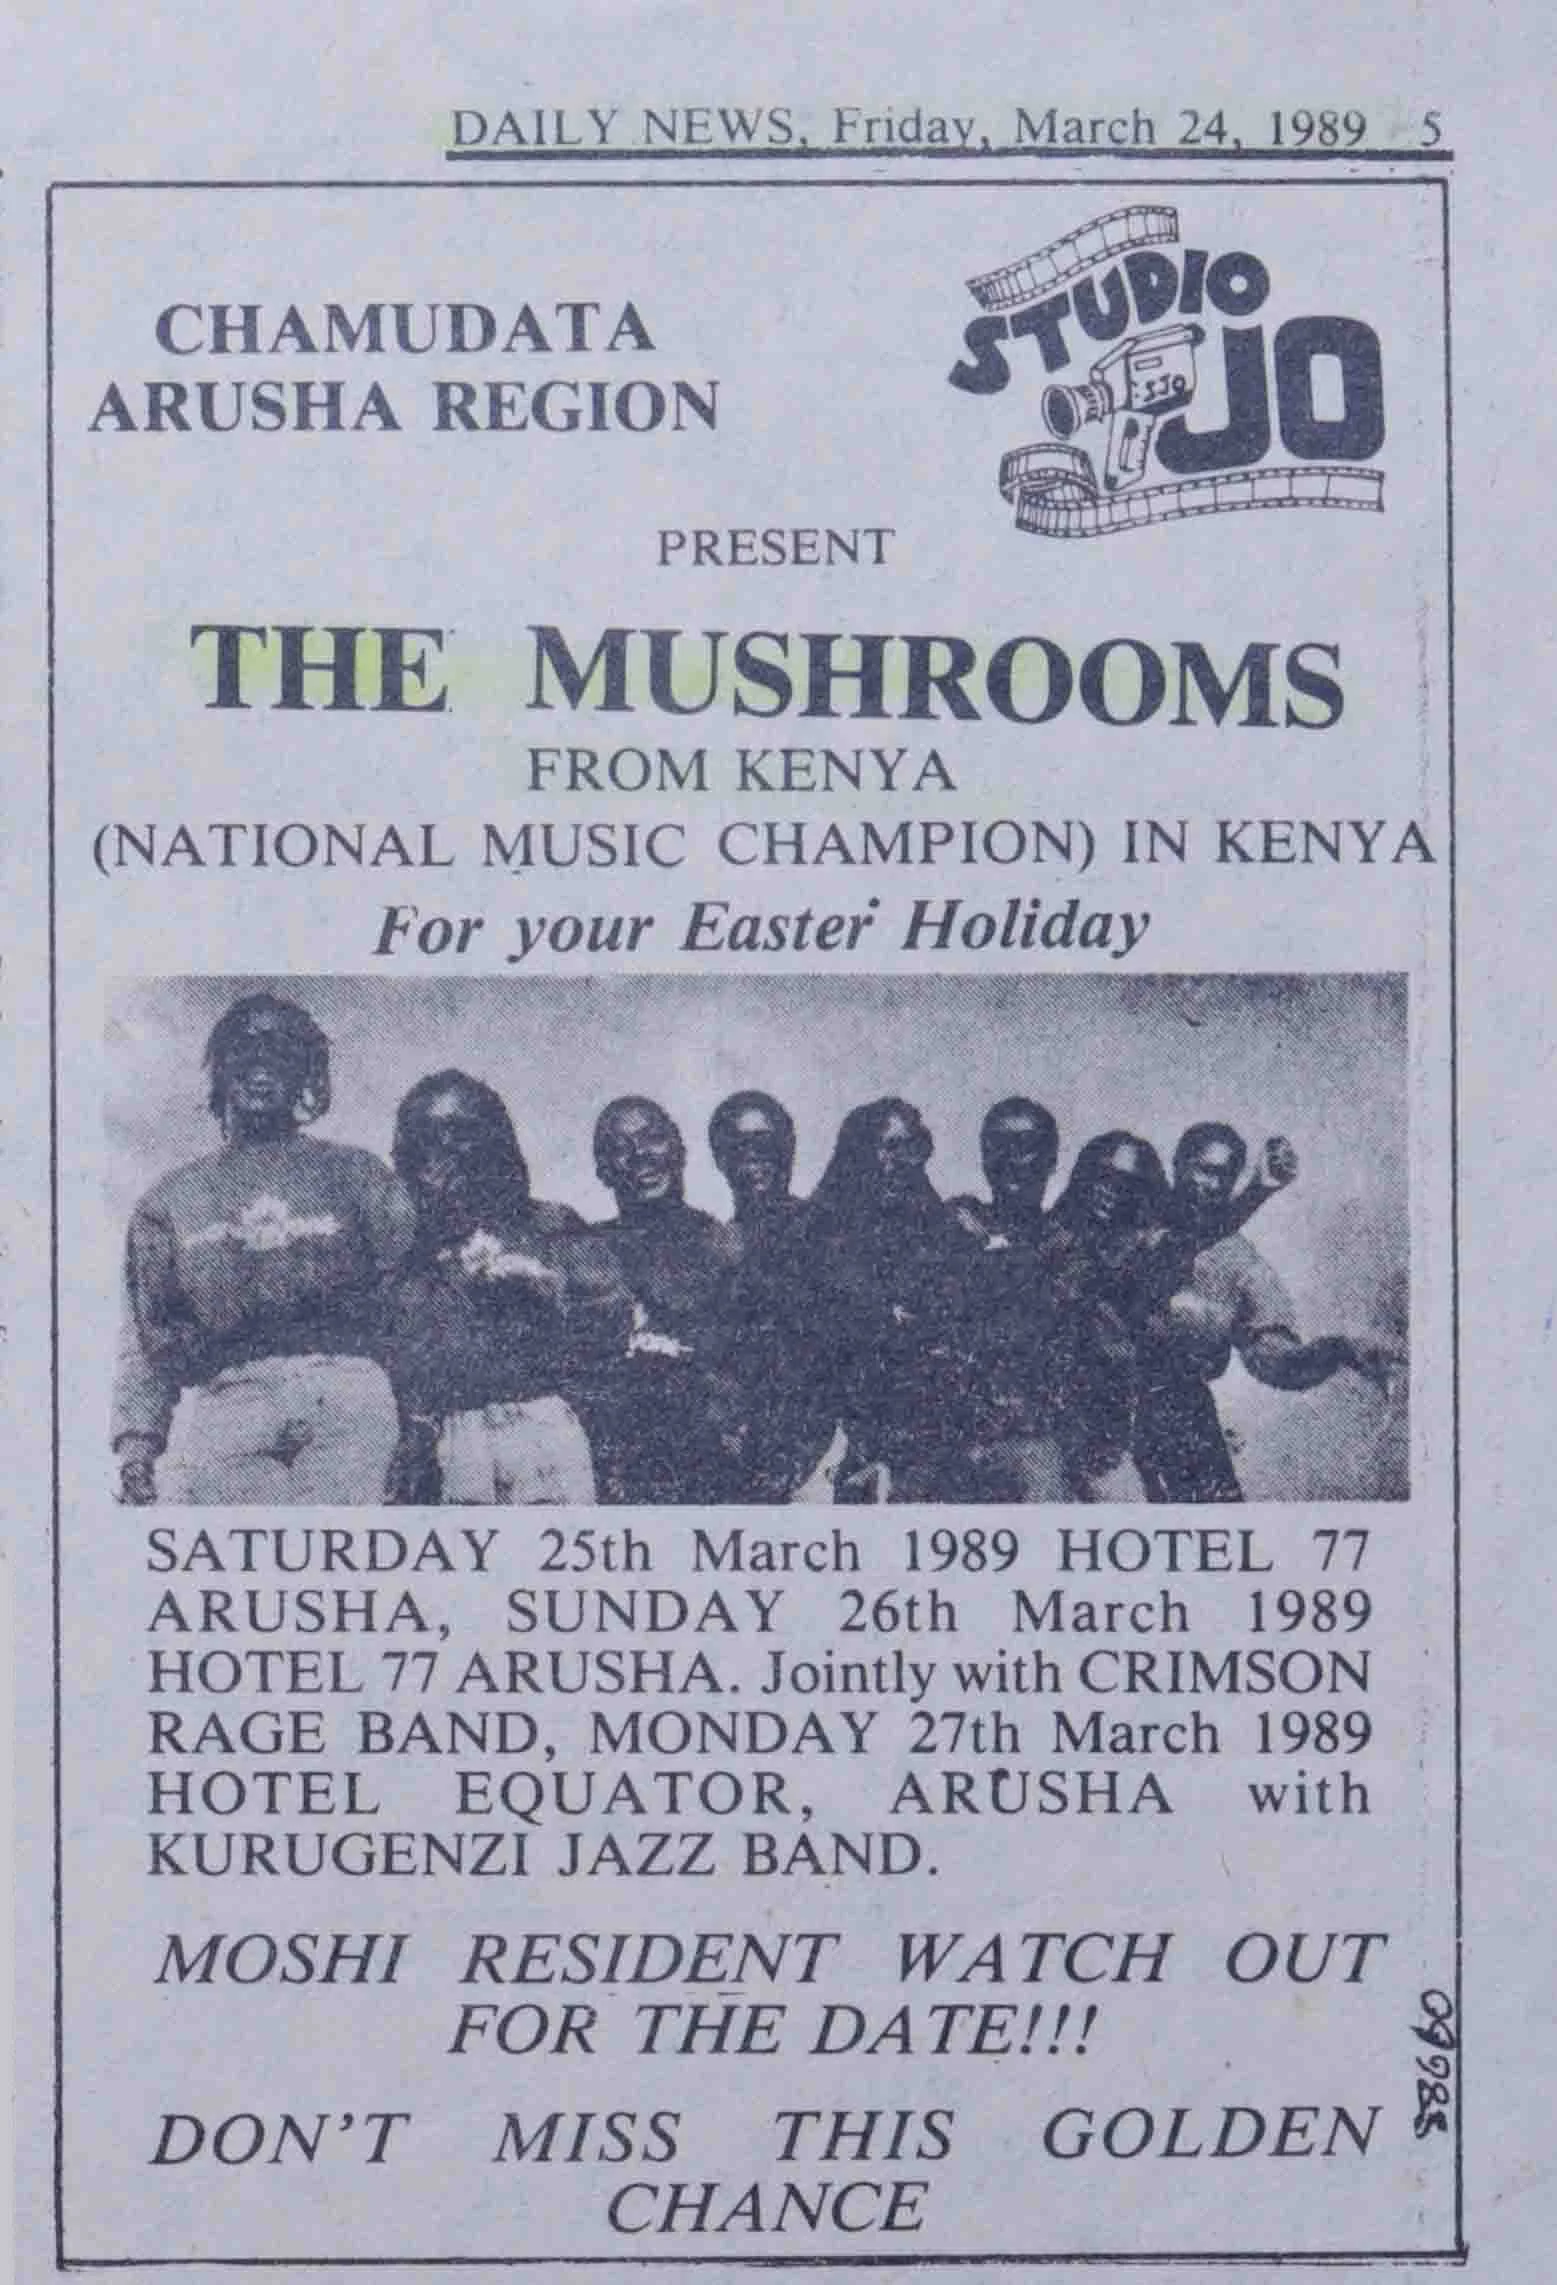 DAILY NEWS, Friday, March 24, 1989 5
CHAMUDATA
ARUSHA REGION
STUDIO
JO
SJO
PRESENT
THE MUSHROOMS
FROM KENYA
(NATIONAL MUSIC CHAMPION) IN KENYA
For your Easter Holiday
SATURDAY 25th March 1989 HOTEL 77
ARUSHA, SUNDAY 26th March 1989
HOTEL 77 ARUSHA. Jointly with CRIMSON
RAGE BAND, MONDAY 27th March 1989
HOTEL EQUATOR, ARUSHA with
KURUGENZI JAZZ BAND.
MOSHI RESIDENT WATCH OUT
FOR THE DATE!!!
DON'T MISS THIS GOLDEN
CHANCE